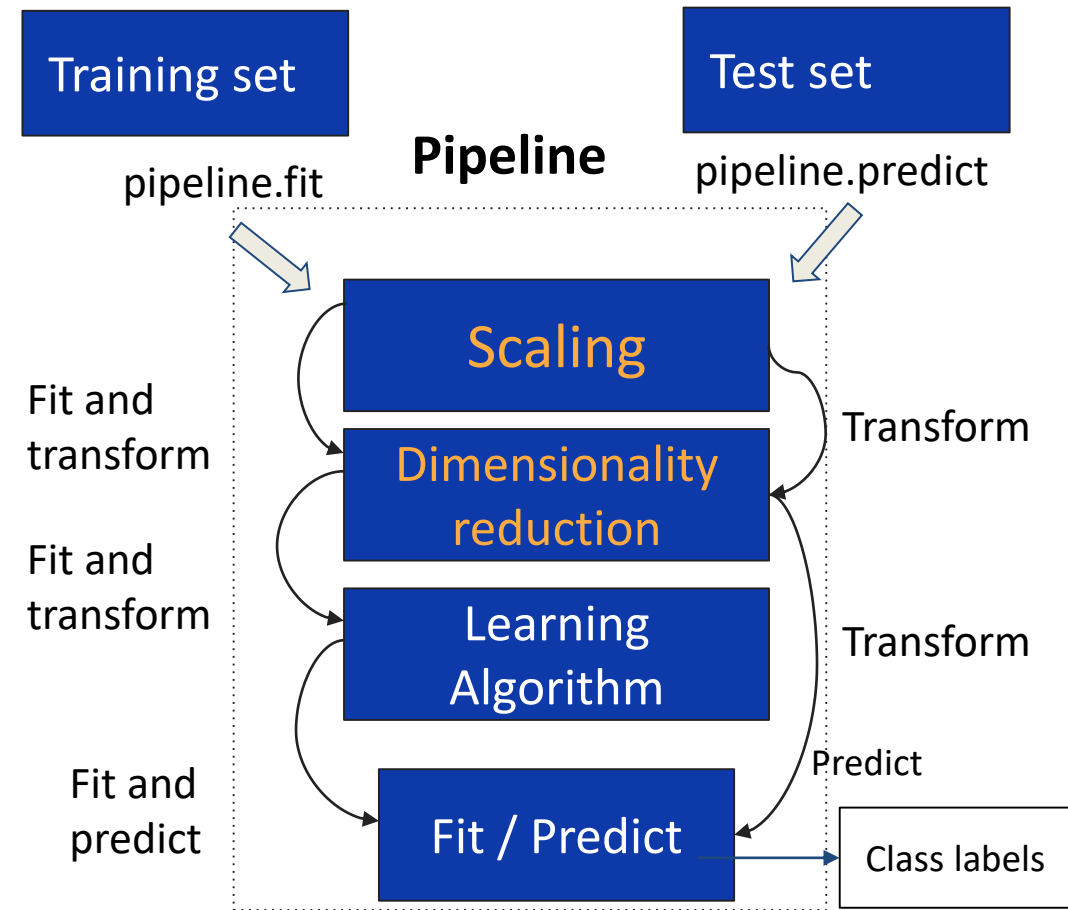 Training set
Test set
Pipeline
pipeline.fit
pipeline.predict
Scaling
Fit and
transform
Transform
Dimensionality
reduction
Fit and
transform
Learning
Algorithm
Transform
Predict
Fit and
predict
Fit / Predict
Class labels